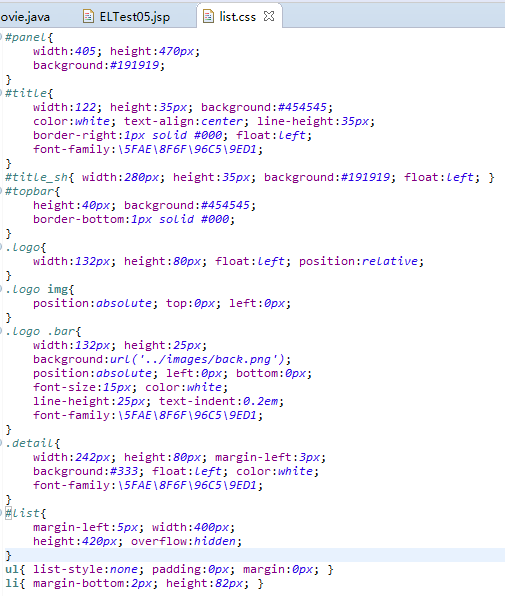 ovie.java ELTest05.jsp list.css
#panel{
width:405; height:470px;
background:#191919;
}
#title{
width:122; height:35px; background:#454545;
color:white; text-align:center; line-height:35px;
border-right:1px solid #000; float:left;
font-family:\5FAE\8F6F\96C5\9ED1;
}
#title_sh{ width:280px; height:35px; background:#191919; float:left; }
#topbar{
height:40px; background:#454545;
border-bottom:1px solid #000;
}
.logo{
width:132px; height:80px; float:left; position:relative;
}
.logo img{
position:absolute; top:0px; left:0px;
}
.logo .bar{
width:132px; height:25px;
background:url('../images/back.png');
position:absolute; left:0px; bottom:0px;
font-size:15px; color:white;
line-height:25px; text-indent:0.2em;
font-family:\5FAE\8F6F\96C5\9ED1;
}
.detail{
width:242px; height:80px; margin-left:3px;
background:#333; float:left; color:white;
font-family:\5FAE\8F6F\96C5\9ED1;
}
#list{
margin-left:5px; width:400px;
height:420px; overflow:hidden;
}
ul{ list-style:none; padding:0px; margin:0px; }
li{ margin-bottom:2px; height:82px; }